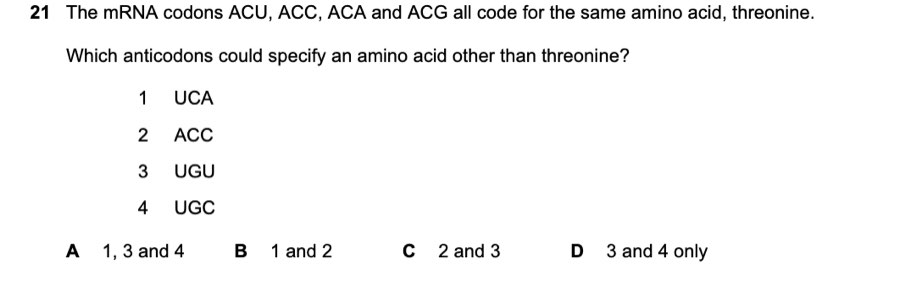 21 The mRNA codons ACU, ACC, ACA and ACG all code for the same amino acid, threonine.
Which anticodons could specify an amino acid other than threonine?
1 UCA
2 ACC
3 UGU
4 UGC
A 1, 3 and 4 B 1 and 2 C 2 and 3 D 3 and 4 only